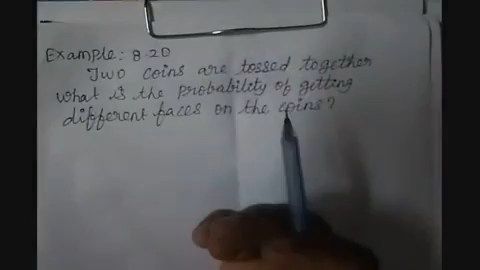 Example: 8.20
Two coins are tossed together
what is the probability of getting
different faces on the coins?